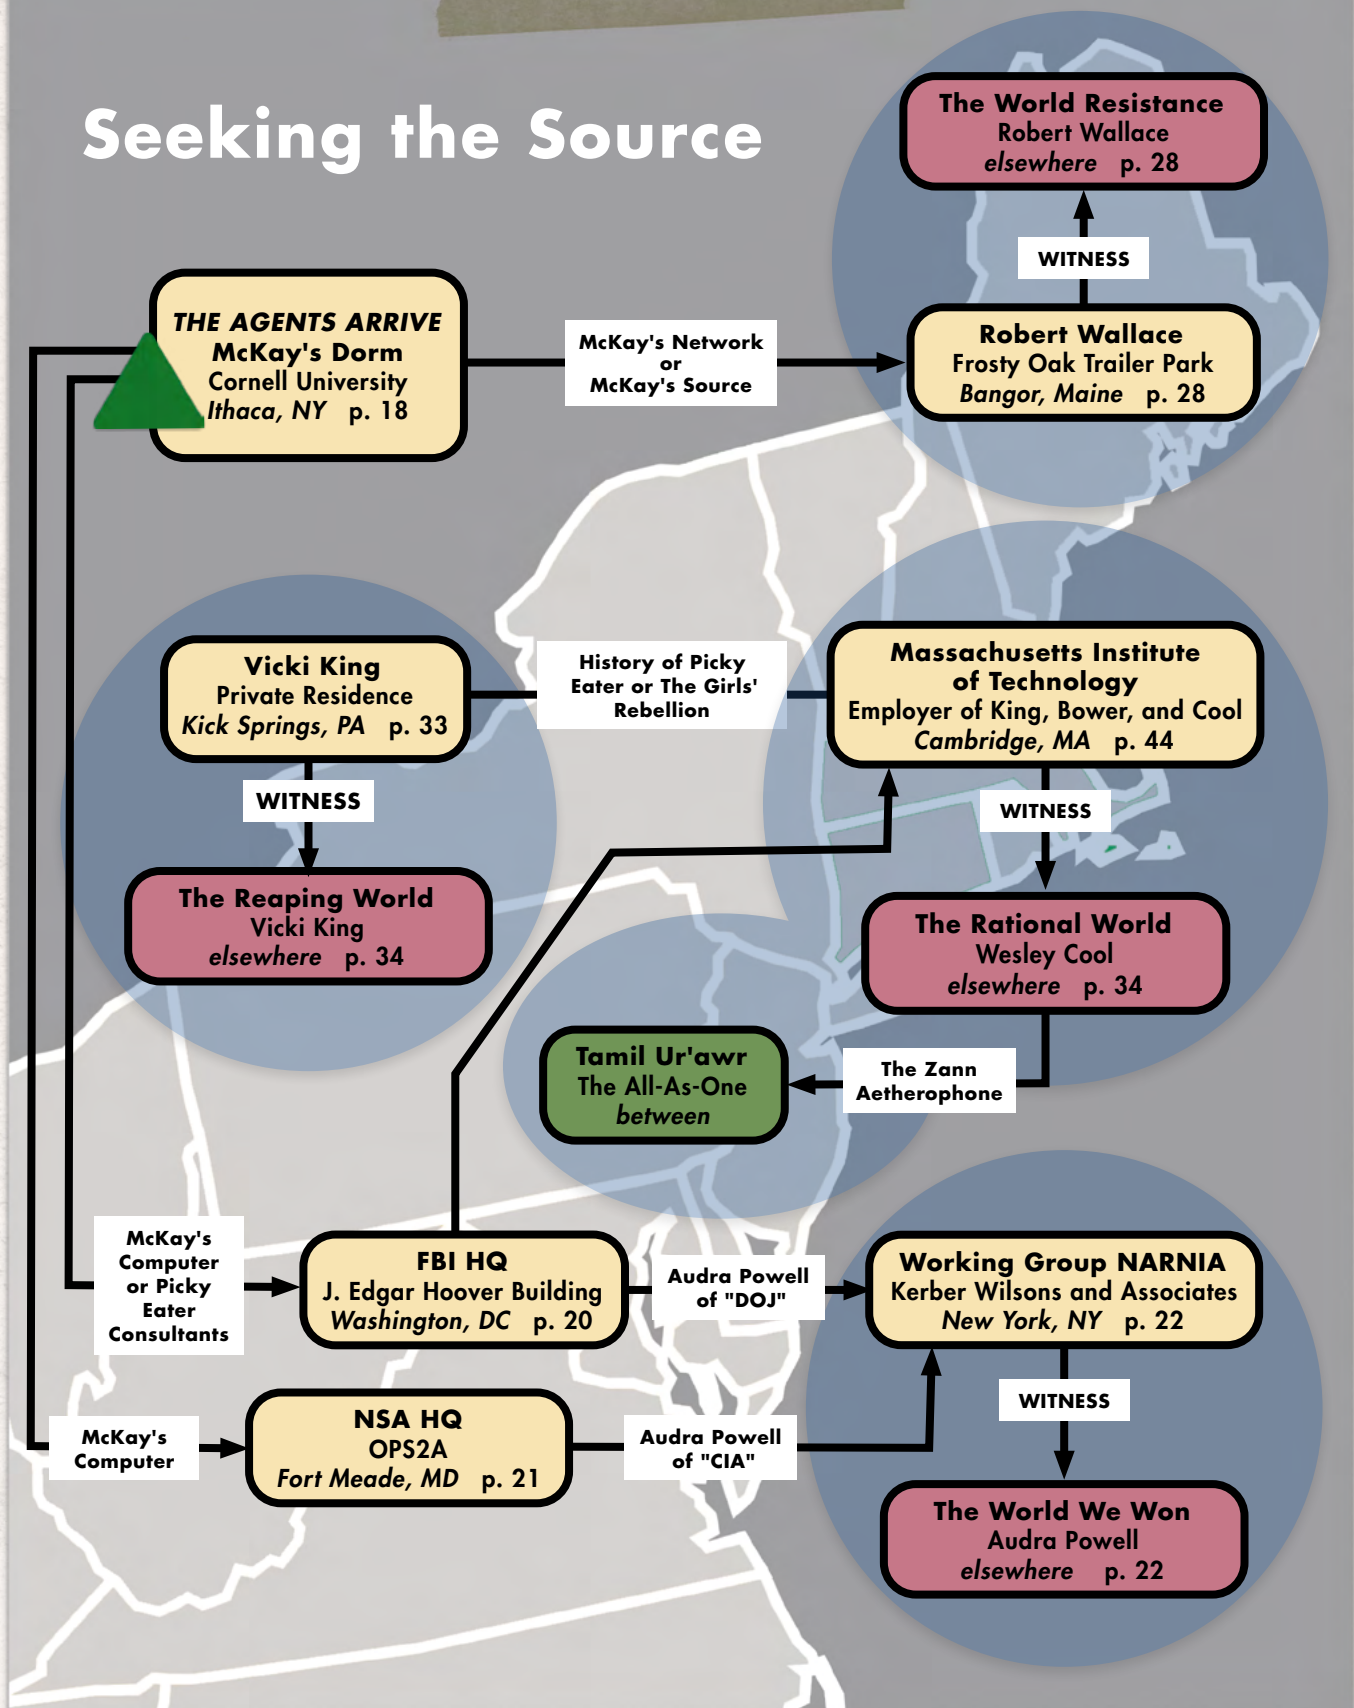 Seeking the Source
The World Resistance
Robert Wallace
elsewhere p. 28
WITNESS
THE AGENTS ARRIVE
McKay's Dorm
Cornell University
Ithaca, NY p. 18
McKay's Network
or
McKay's Source
Robert Wallace
Frosty Oak Trailer Park
Bangor, Maine p. 28
Vicki King
Private Residence
Kick Springs, PA p. 33
History of Picky
Eater or The Girls'
Rebellion
Massachusetts Institute
of Technology
Employer of King, Bower, and Cool
Cambridge, MA p. 44
WITNESS
WITNESS
The Reaping World
Vicki King
elsewhere p. 34
The Rational World
Wesley Cool
elsewhere p. 34
Tamil Ur'awr
The All-As-One
between
The Zann
Aetherophone
McKay's
Computer
or Picky
Eater
Consultants
FBI HQ
J. Edgar Hoover Building
Washington, DC p. 20
Audra Powell
of "DOJ"
Working Group NARNIA
Kerber Wilsons and Associates
New York, NY p. 22
WITNESS
McKay's
Computer
NSA HQ
OPS2A
Fort Meade, MD p. 21
Audra Powell
of "CIA"
The World We Won
Audra Powell
elsewhere p. 22